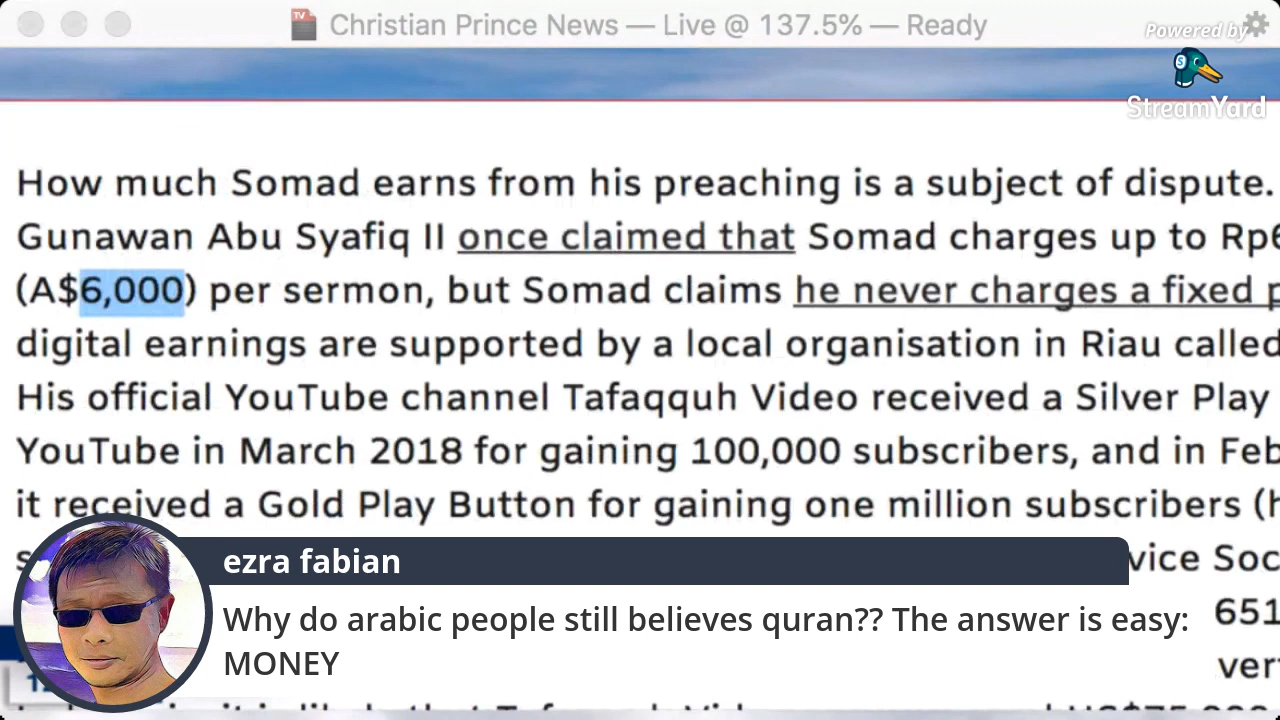 Christian Prince News — Live @ 137.5% — Ready
Powered by
StreamYard
How much Somad earns from his preaching is a subject of dispute.
Gunawan Abu Syafiq II once claimed that Somad charges up to Rp6
(A$6,000) per sermon, but Somad claims he never charges a fixed p
digital earnings are supported by a local organisation in Riau called
His official YouTube channel Tafaqquh Video received a Silver Play
YouTube in March 2018 for gaining 100,000 subscribers, and in Feb
it received a Gold Play Button for gaining one million subscribers (h
vice Soc
ezra fabian
Why do arabic people still believes quran?? The answer is easy:
MONEY
651
ver